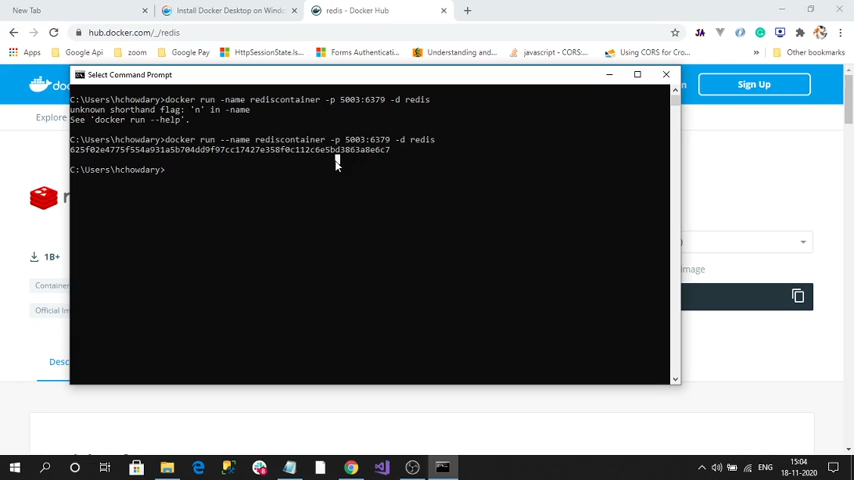 New Tab
Install Docker Desktop on Windo
redis - Docker Hub
hub.docker.com/_/redis
Apps
Google Api
zoom
Google Pay
HttpSessionState.Is...
Forms Authenticati...
Understanding and...
javascript - CORS:...
Using CORS for Cro...
Other bookmarks
Select Command Prompt
Sign Up
Explore
C:\Users\hchowdary>docker run -name rediscontainer -p 5003:6379 -d redis
unknown shorthand flag: 'n' in -name
See 'docker run --help'.
C:\Users\hchowdary>docker run --name rediscontainer -p 5003:6379 -d redis
625f02e4775f554a931a5b704dd9f97cc17427e358f0c112c6e5bd3863a8e6c7
C:\Users\hchowdary>
1B+
Container
Official Im
Desc
ENG
15:04
18-11-2020